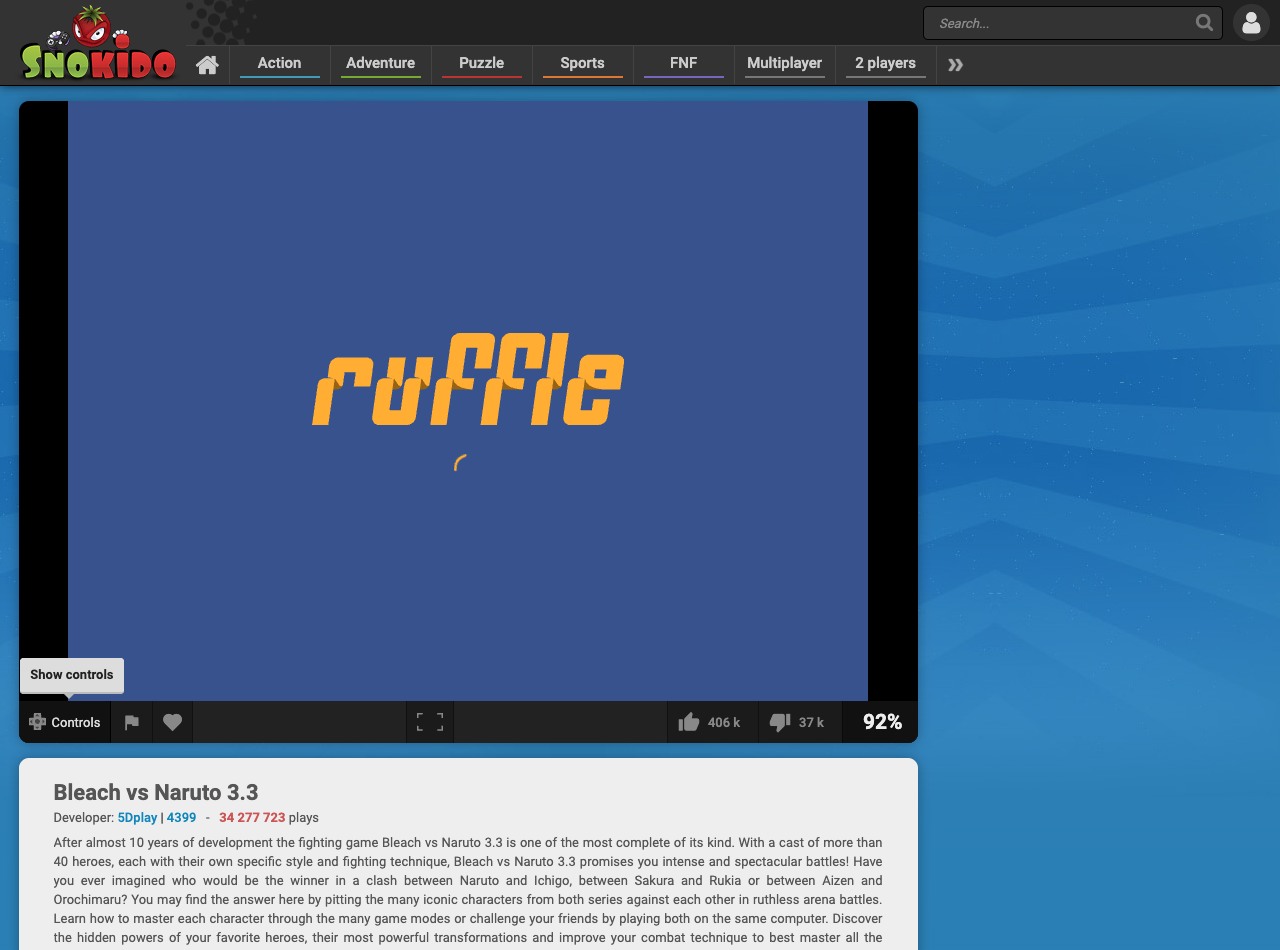 SNOKIDO
Search...
Action Adventure Puzzle Sports FNF Multiplayer 2 players »
ruffle
Show controls
Controls 406 k 37 k 92%
Bleach vs Naruto 3.3
Developer: 5Dplay | 4399 - 34 277 723 plays
After almost 10 years of development the fighting game Bleach vs Naruto 3.3 is one of the most complete of its kind. With a cast of more than
40 heroes, each with their own specific style and fighting technique, Bleach vs Naruto 3.3 promises you intense and spectacular battles! Have
you ever imagined who would be the winner in a clash between Naruto and Ichigo, between Sakura and Rukia or between Aizen and
Orochimaru? You may find the answer here by pitting the many iconic characters from both series against each other in ruthless arena battles.
Learn how to master each character through the many game modes or challenge your friends by playing both on the same computer. Discover
the hidden powers of your favorite heroes, their most powerful transformations and improve your combat technique to best master all the